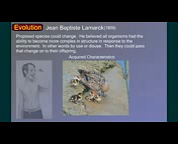 Evolution Jean Baptiste Lamarck (1809)
Proposed species could change. He believed all organisms had the
ability to become more complex in structure in response to the
environment. In other words by use or disuse. Then they could pass
that change on to their offspring.
Acquired Characteristics